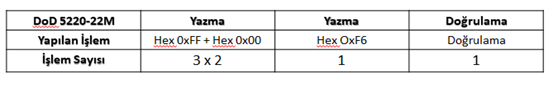 DoD 5220-22M Yazma Yazma Doğrulama
Yapılan İşlem Hex 0xFF + Hex 0x00 Hex OxF6 Doğrulama
İşlem Sayısı 3 x 2 1 1